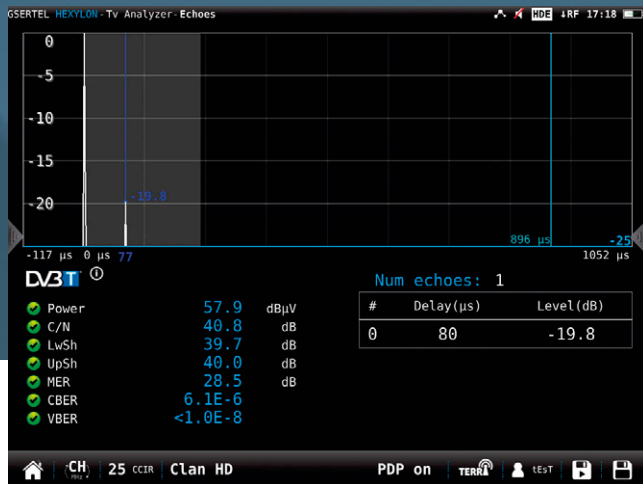 GSERTEL HEXYLON-Tv Analyzer-Echoes HDE RF 17:18
0
-5
-10
-15
-19.8
-20
896 µs -25
-117 µs 0 µs 77 1052 µs
DVB T i
Num echoes: 1
Power 57.9 dBµV
C/N 40.8 dB
LwSh 39.7 dB
UpSh 40.0 dB
MER 28.5 dB
CBER 6.1E-6
VBER <1.0E-8
# Delay(µs) Level(dB)
0 80 -19.8
CH MHz 25 CCIR Clan HD PDP on TERR tEsT